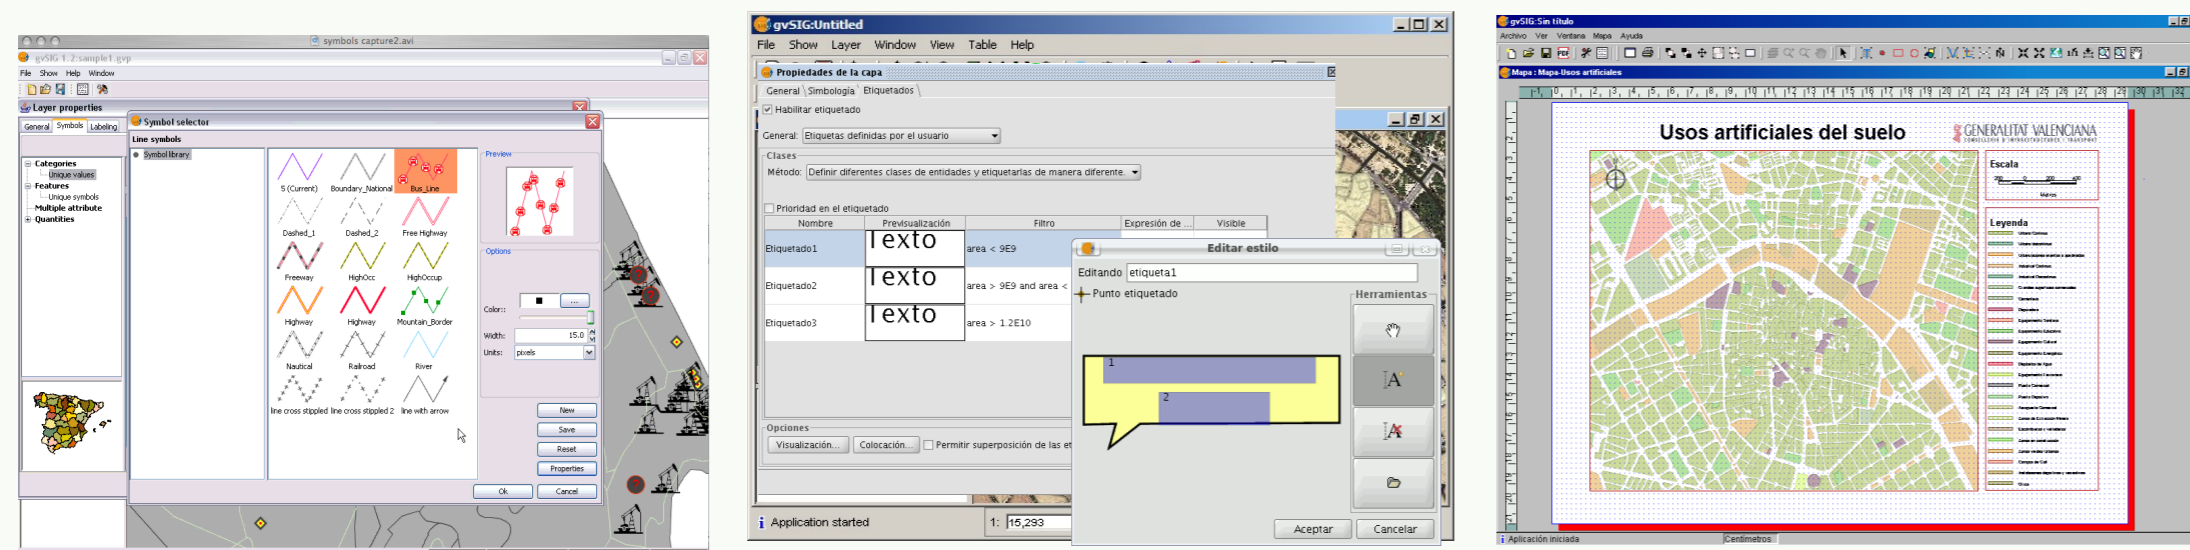 symbols capture2.avi
gvSIG 1.2:sample1.gvp
File Show Help Window
Layer properties
General Symbols Labeling
Categories
Unique values
Features
Unique symbols
Multiple attribute
Quantities
Symbol selector
Line symbols
Symbol library
S (Current) Boundary_National Bus_Line
Dashed_1 Dashed_2 Free Highway
Freeway HighOcc HighOccup
Highway Highway Mountain_Border
Nautical Railroad River
line cross stippled line cross stippled 2 line with arrow
Preview
Options
Color::
...
Width: 15.0
Units: pixels
New
Save
Reset
Properties
Ok Cancel
gvSIG:Untitled
File Show Layer Window View Table Help
Propiedades de la capa
General Simbología Etiquetados
Habilitar etiquetado
General: Etiquetas definidas por el usuario
Clases
Método: Definir diferentes clases de entidades y etiquetarlas de manera diferente.
Prioridad en el etiquetado
Nombre Previsualización Filtro Expresión de ... Visible
Etiquetado1 Texto area < 9E9
Etiquetado2 Texto area > 9E9 and area <
Etiquetado3 Texto area > 1.2E10
Opciones
Visualización... Colocación... Permitir superposición de las et
Application started 1: 15,293
Editar estilo
Editando etiqueta1
Punto etiquetado
Herramientas
1
2
Aceptar Cancelar
gvSIG:Sin título
Archivo Ver Ventana Mapa Ayuda
PDF
Mapa : Mapa-Usos artificiales
Usos artificiales del suelo
GENERALITAT VALENCIANA
CONSELLERIA D'INFRAESTRUCTURES I TRANSPORT
Escala
200 0 200 400
Metros
Leyenda
Aplicación iniciada Centímetros